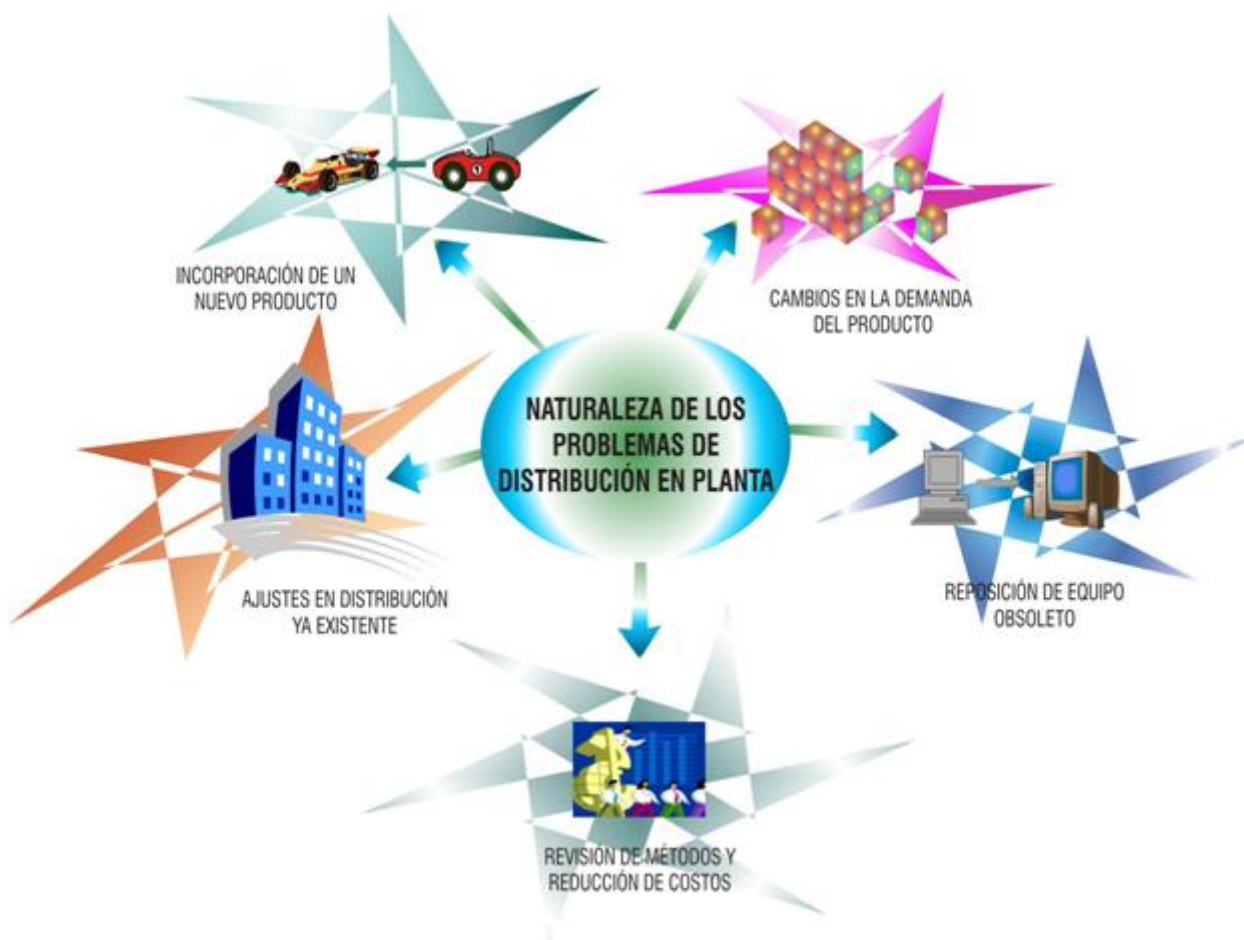 INCORPORACIÓN DE UN
NUEVO PRODUCTO
1
CAMBIOS EN LA DEMANDA
DEL PRODUCTO
NATURALEZA DE LOS
PROBLEMAS DE
DISTRIBUCIÓN EN PLANTA
AJUSTES EN DISTRIBUCIÓN
YA EXISTENTE
REPOSICIÓN DE EQUIPO
OBSOLETO
REVISIÓN DE MÉTODOS Y
REDUCCIÓN DE COSTOS